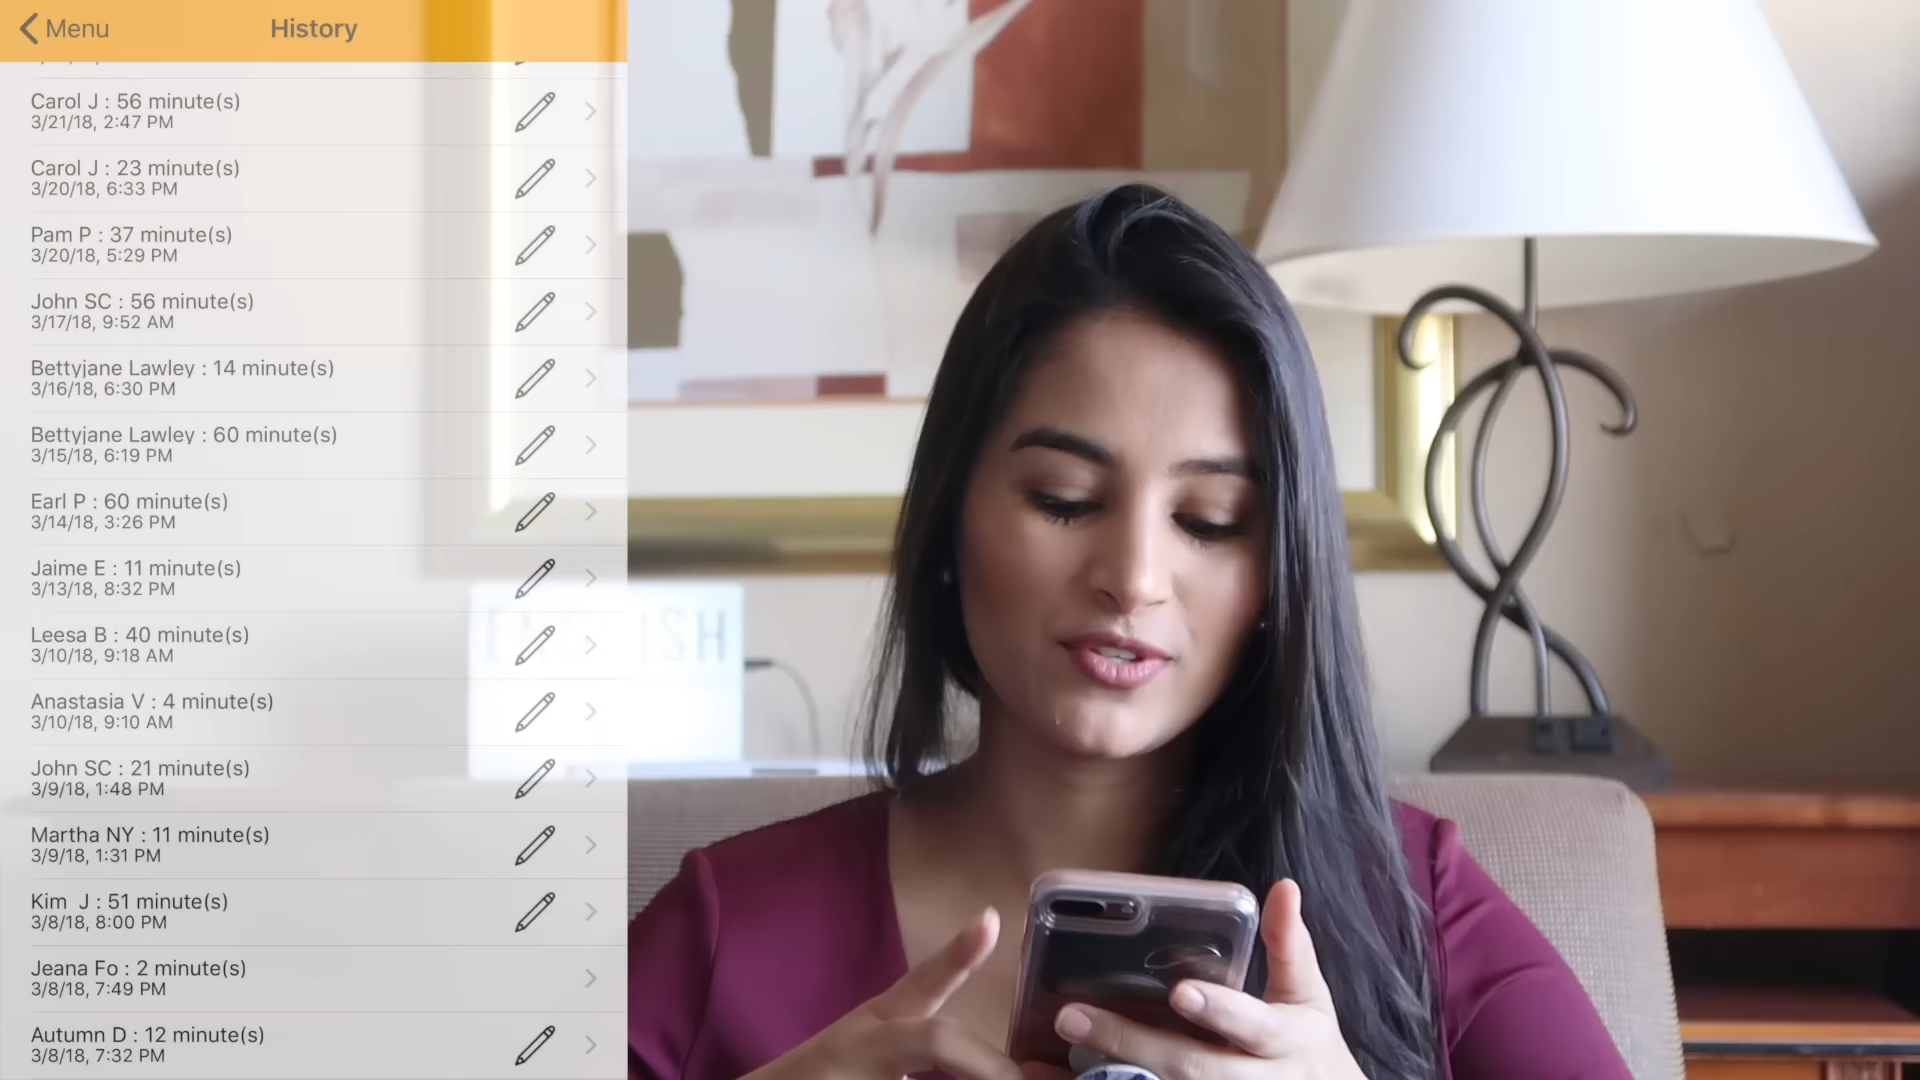 Menu
History
Carol J : 56 minute(s)
3/21/18, 2:47 PM
Carol J : 23 minute(s)
3/20/18, 6:33 PM
Pam P : 37 minute(s)
3/20/18, 5:29 PM
John SC : 56 minute(s)
3/17/18, 9:52 AM
Bettyjane Lawley : 14 minute(s)
3/16/18, 6:30 PM
Bettyjane Lawley : 60 minute(s)
3/15/18, 6:19 PM
Earl P : 60 minute(s)
3/14/18, 3:26 PM
Jaime E : 11 minute(s)
3/13/18, 8:32 PM
Leesa B : 40 minute(s)
3/10/18, 9:18 AM
Anastasia V : 4 minute(s)
3/10/18, 9:10 AM
John SC : 21 minute(s)
3/9/18, 1:48 PM
Martha NY : 11 minute(s)
3/9/18, 1:31 PM
Kim  J : 51 minute(s)
3/8/18, 8:00 PM
Jeana Fo : 2 minute(s)
3/8/18, 7:49 PM
Autumn D : 12 minute(s)
3/8/18, 7:32 PM